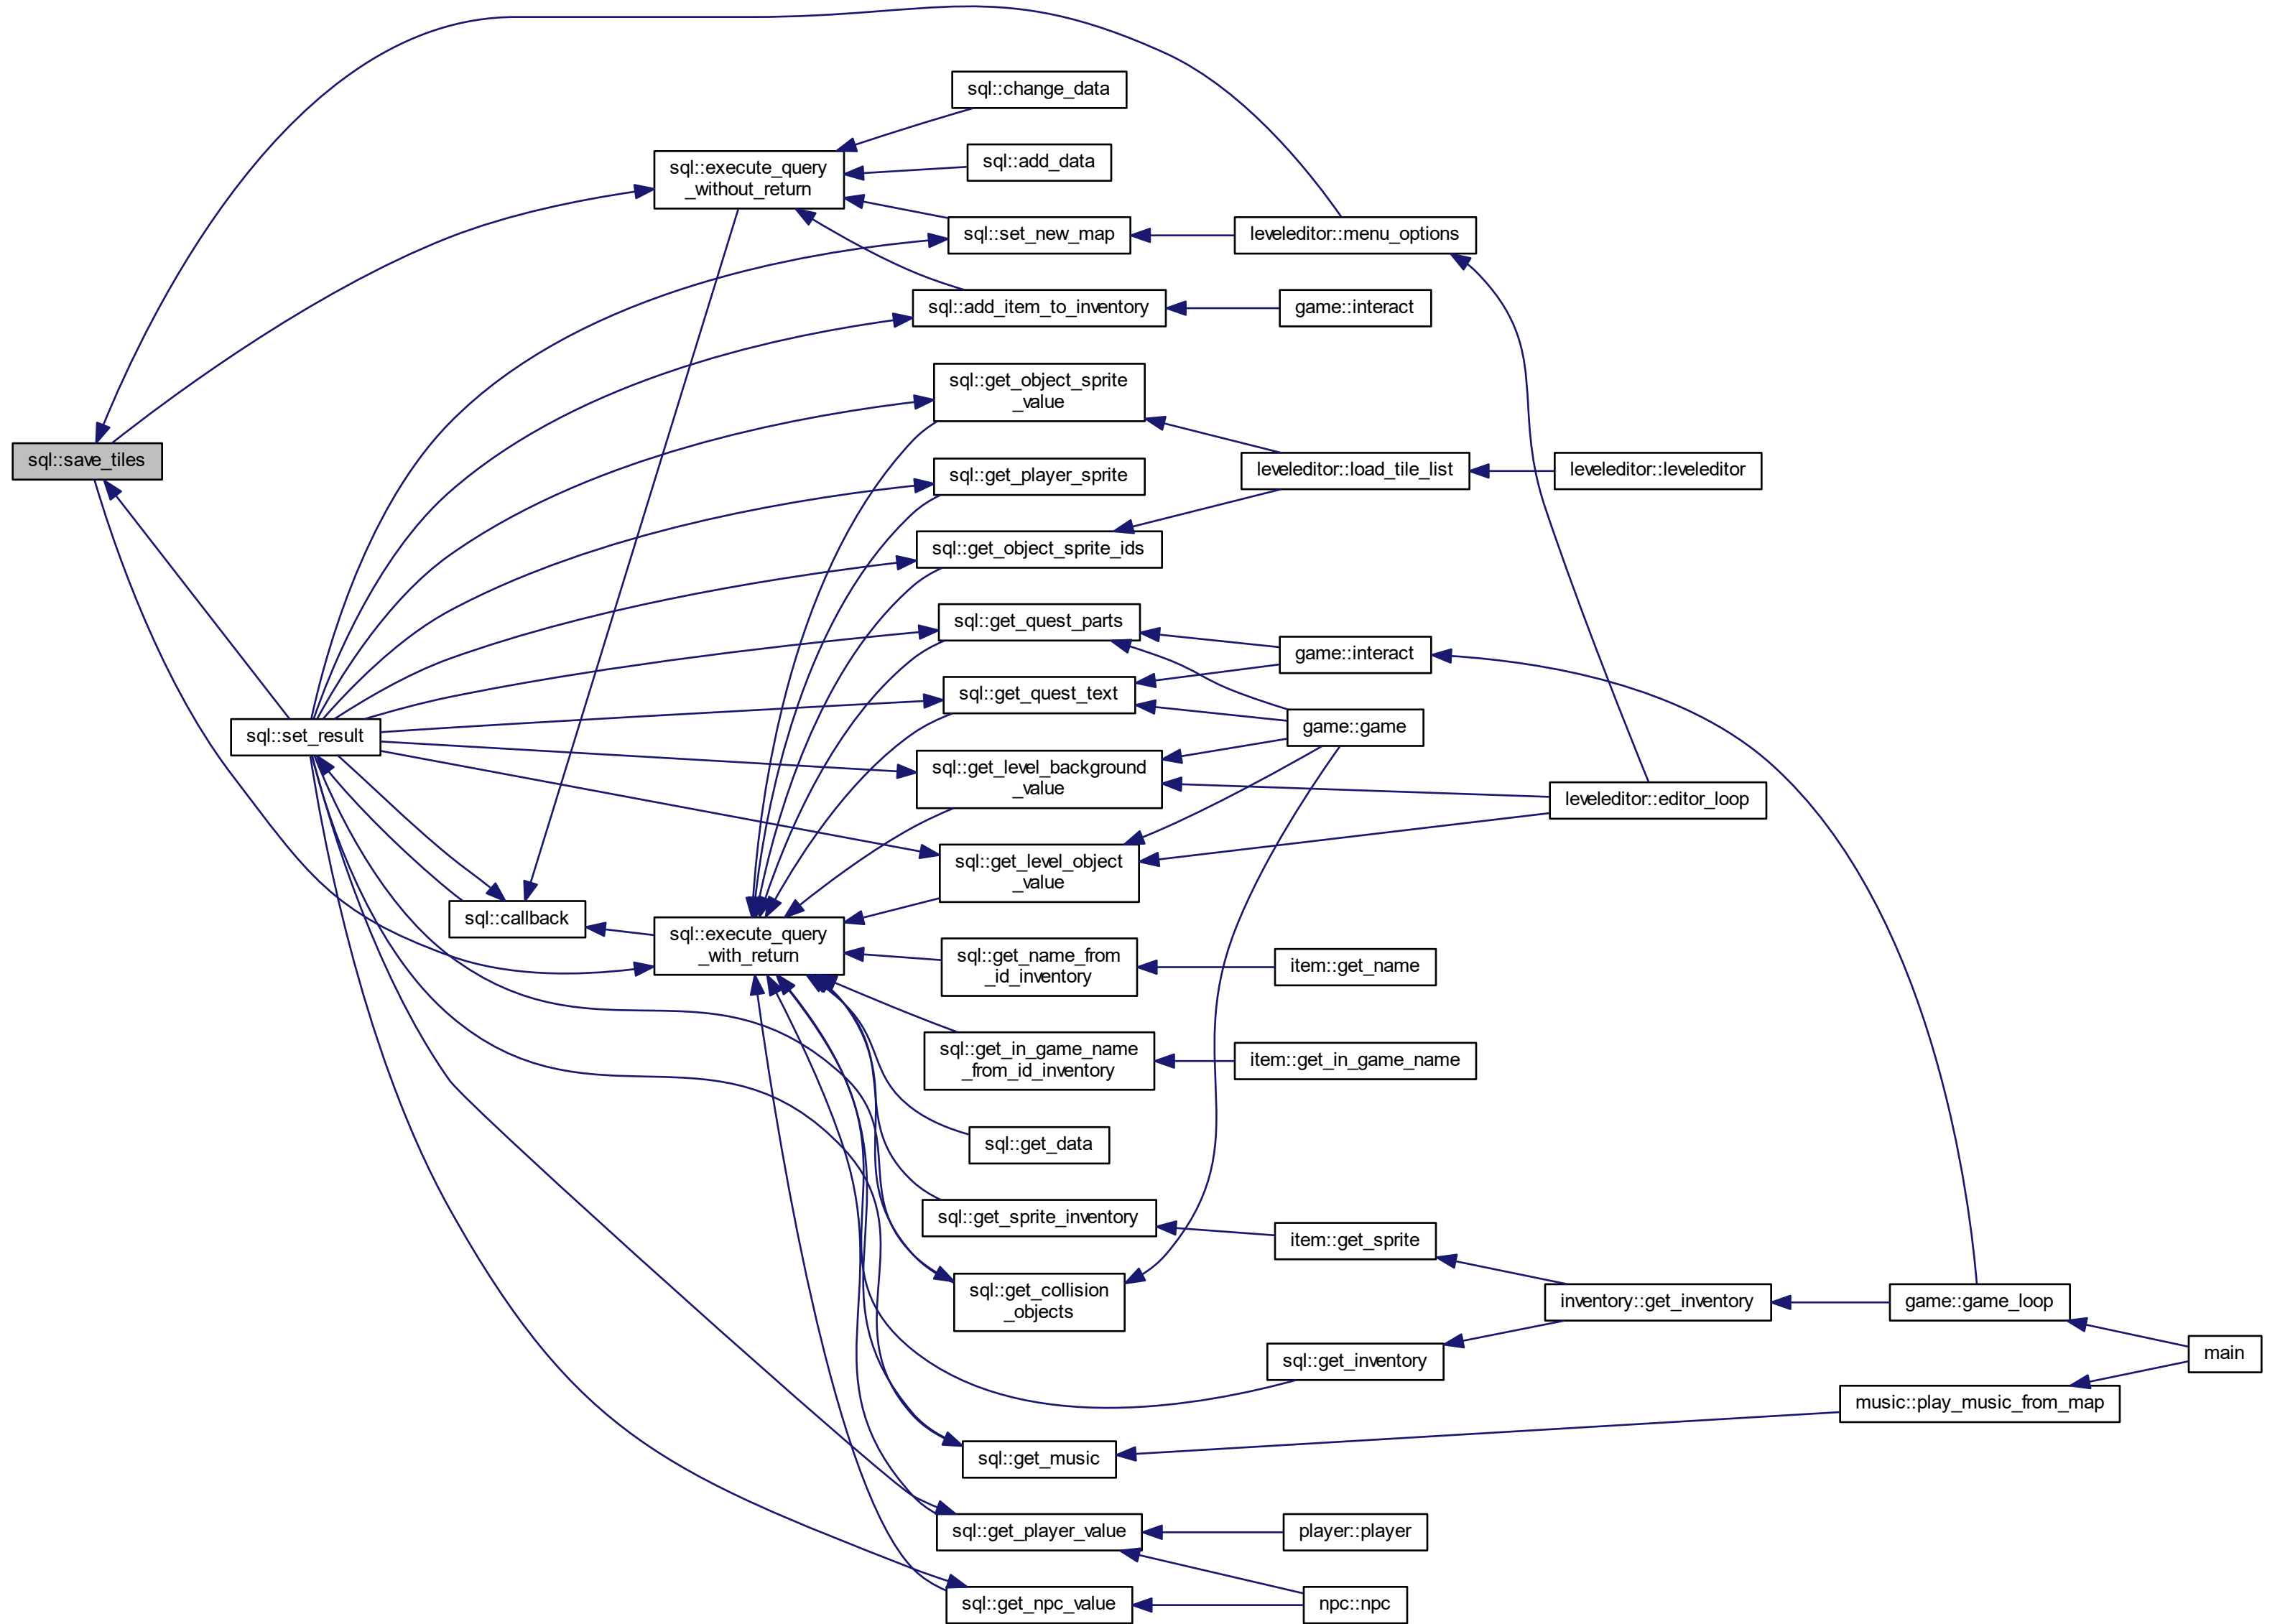 sql::change_data
sql::execute_query
_without_return
sql::add_data
sql::set_new_map
leveleditor::menu_options
sql::add_item_to_inventory
game::interact
sql::get_object_sprite
_value
sql::save_tiles
sql::get_player_sprite
leveleditor::load_tile_list
leveleditor::leveleditor
sql::get_object_sprite_ids
sql::get_quest_parts
game::interact
sql::get_quest_text
sql::set_result
game::game
sql::get_level_background
_value
leveleditor::editor_loop
sql::get_level_object
_value
sql::callback
sql::execute_query
_with_return
sql::get_name_from
_id_inventory
item::get_name
sql::get_in_game_name
_from_id_inventory
item::get_in_game_name
sql::get_data
sql::get_sprite_inventory
item::get_sprite
sql::get_collision
_objects
inventory::get_inventory
game::game_loop
sql::get_inventory
main
music::play_music_from_map
sql::get_music
sql::get_player_value
player::player
sql::get_npc_value
npc::npc